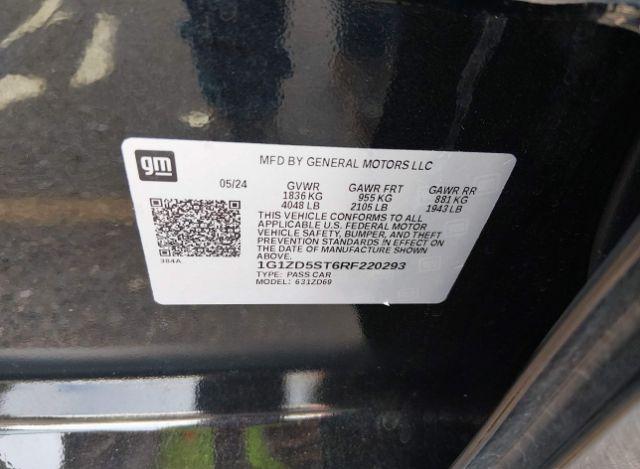 gm
MFD BY GENERAL MOTORS LLC
05/24 GVWR GAWR FRT GAWR RR
1836 KG 955 KG 881 KG
4048 LB 2105 LB 1943 LB
THIS VEHICLE CONFORMS TO ALL
APPLICABLE U.S. FEDERAL MOTOR
VEHICLE SAFETY, BUMPER, AND THEFT
PREVENTION STANDARDS IN EFFECT ON
THE DATE OF MANUFACTURE SHOWN
ABOVE.
384A
1G1ZD5ST6RF220293
TYPE: PASS CAR
MODEL: 631ZD69